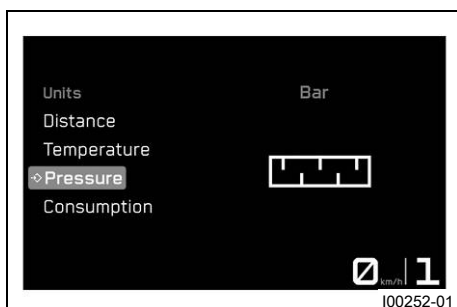 Units Bar
Distance
Temperature
Pressure
Consumption
0 km/h 1
I00252-01